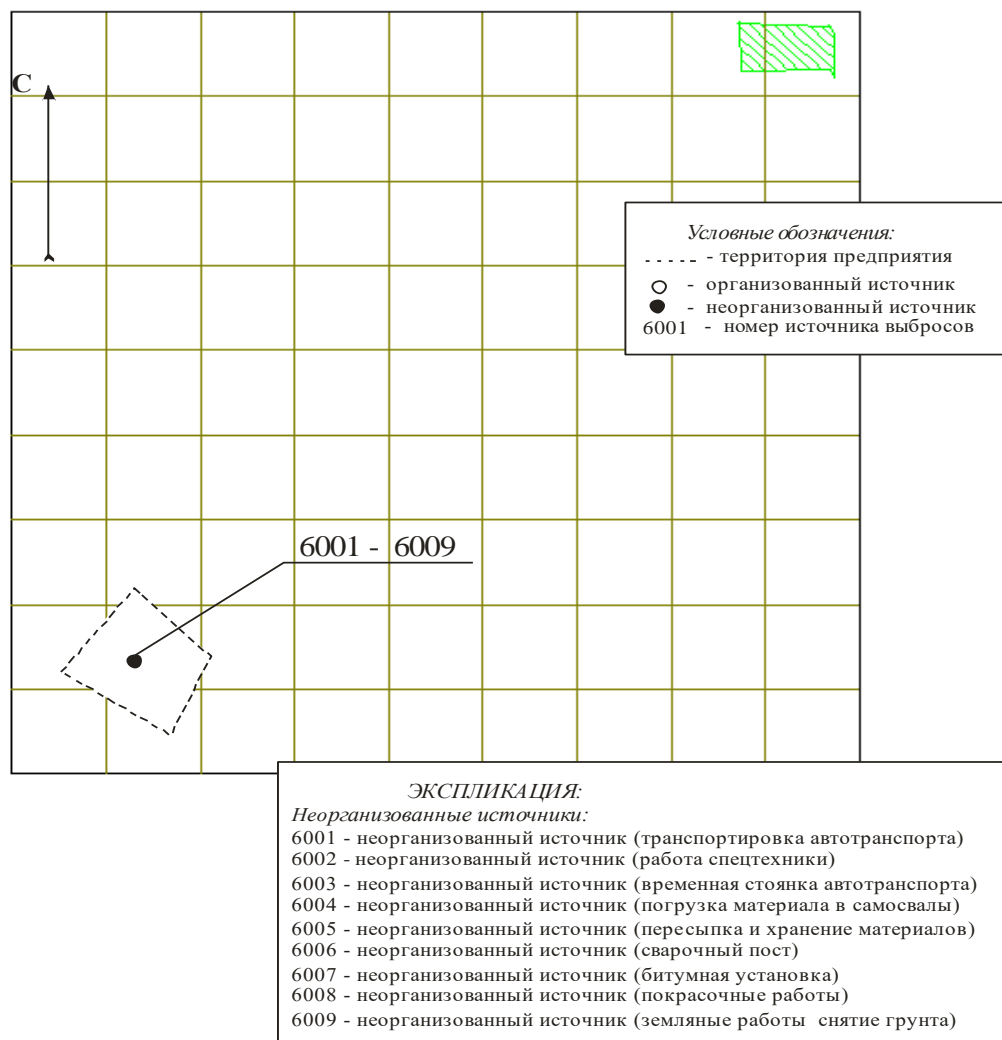 С
Условные обозначения:
- территория предприятия
- организованный источник
- неорганизованный источник
6001 - номер источника выбросов
6001 - 6009
ЭКСПЛИКАЦИЯ:
Неорганизованные источники:
6001 - неорганизованный источник (транспортировка автотранспорта)
6002 - неорганизованный источник (работа спецтехники)
6003 - неорганизованный источник (временная стоянка автотранспорта)
6004 - неорганизованный источник (погрузка материала в самосвалы)
6005 - неорганизованный источник (пересыпка и хранение материалов)
6006 - неорганизованный источник (сварочный пост)
6007 - неорганизованный источник (битумная установка)
6008 - неорганизованный источник (покрасочные работы)
6009 - неорганизованный источник (земляные работы снятие грунта)